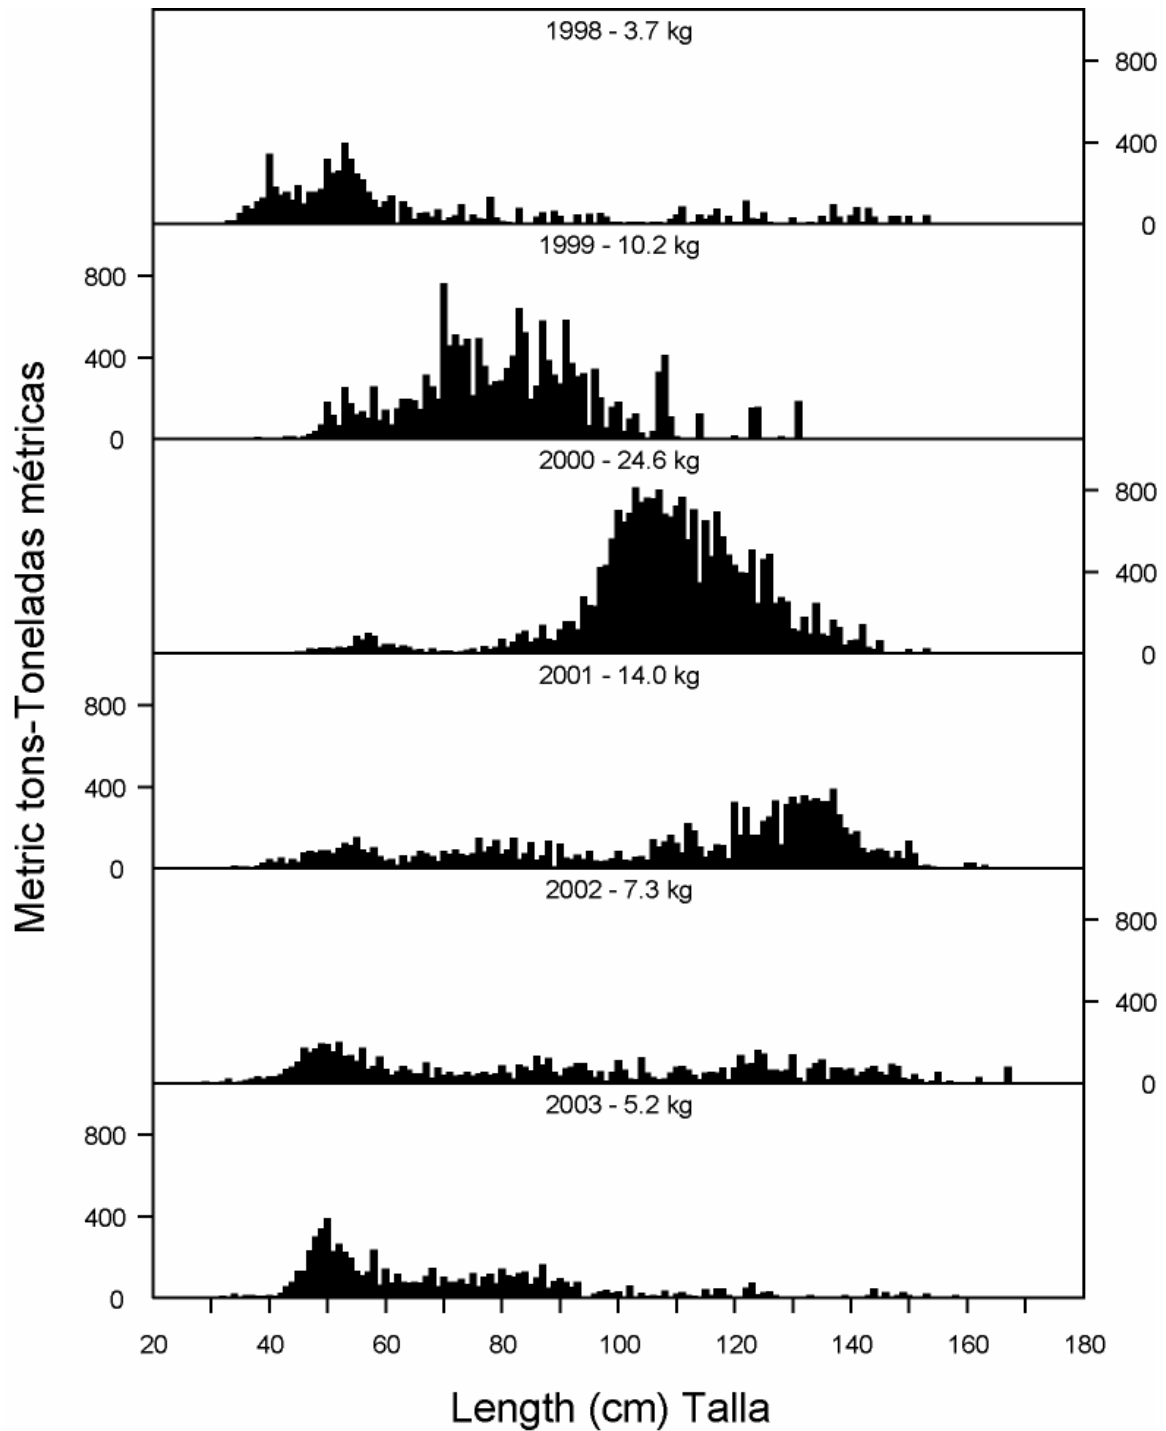 1998 - 3.7 kg
800
400
0
1999 - 10.2 kg
800
400
0
2000 - 24.6 kg
800
400
0
2001 - 14.0 kg
800
400
0
2002 - 7.3 kg
800
400
0
2003 - 5.2 kg
800
400
0
Metric tons-Toneladas métricas
20 40 60 80 100 120 140 160 180
Length (cm) Talla